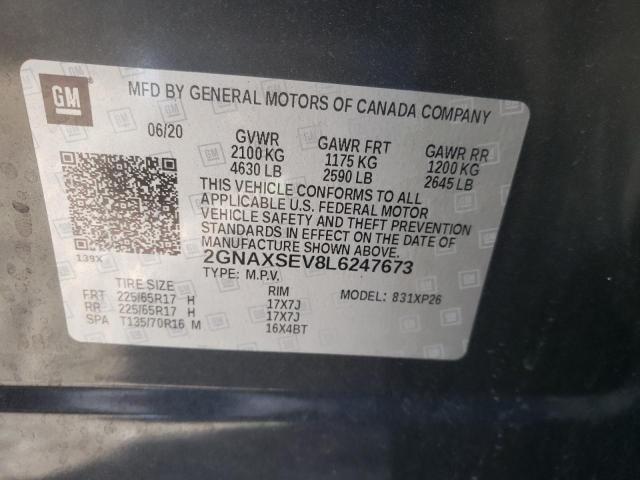 GM
MFD BY GENERAL MOTORS OF CANADA COMPANY
06/20 GVWR GAWR FRT GAWR RR
2100 KG 1175 KG 1200 KG
4630 LB 2590 LB 2645 LB
THIS VEHICLE CONFORMS TO ALL
APPLICABLE U.S. FEDERAL MOTOR
VEHICLE SAFETY AND THEFT PREVENTION
STANDARDS IN EFFECT ON THE DATE OF
MANUFACTURE SHOWN ABOVE.
139X 2GNAXSEV8L6247673
TYPE: M.P.V.
TIRE SIZE RIM MODEL: 831XP26
FRT 225/65R17 H 17X7J
RR 225/65R17 H 17X7J
SPA T135/70R16 M 16X4BT